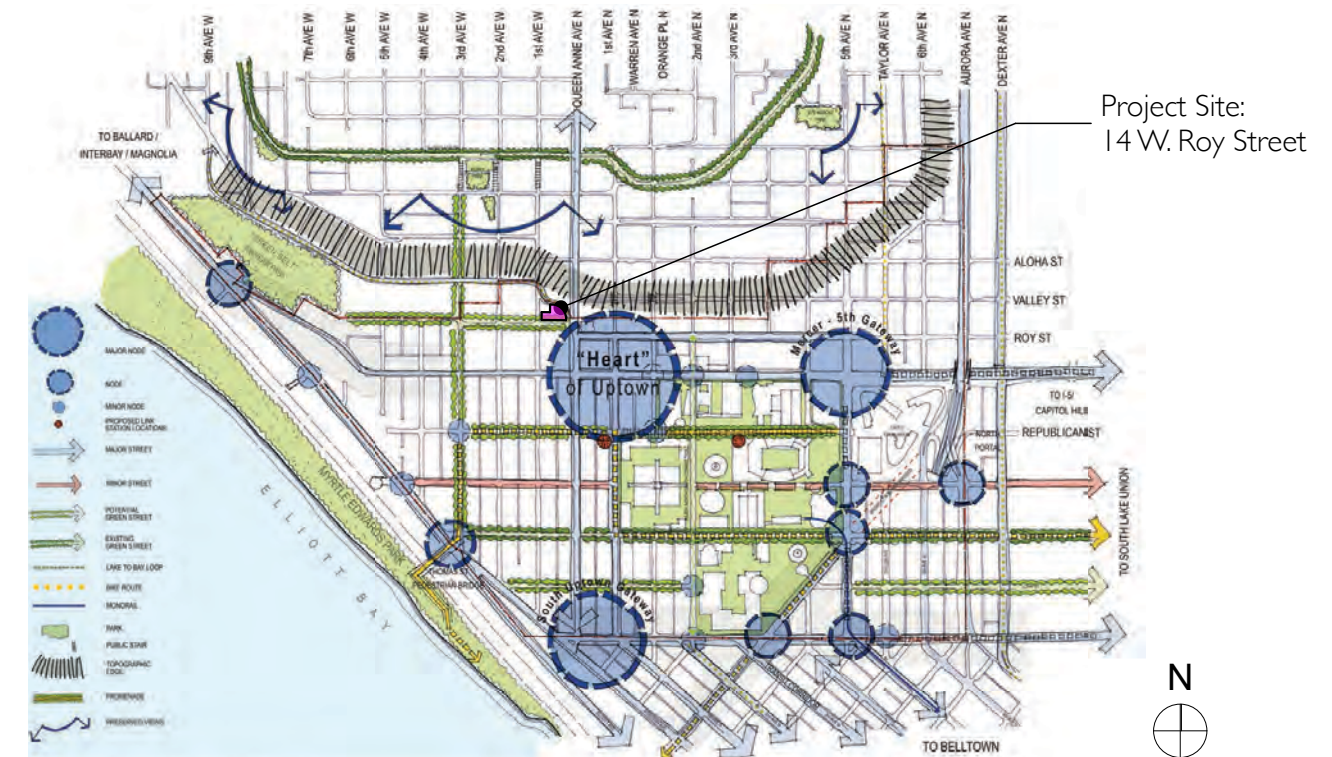 9th AVE W
7th AVE W
6th AVE W
5th AVE W
4th AVE W
3rd AVE W
2nd AVE W
1st AVE W
QUEEN ANNE AVE N
1st AVE N
WARREN AVE N
ORANGE PL N
2nd AVE N
3rd AVE N
5th AVE N
TAYLOR AVE N
6th AVE N
AURORA AVE N
DEXTER AVE N
Project Site:
14 W. Roy Street
TO BALLARD /
INTERBAY / MAGNOLIA
ALOHA ST
VALLEY ST
ROY ST
"Heart"
of Uptown
Mercer - 5th Gateway
TO I-5/
CAPITOL HILL
REPUBLICAN ST
NORTH
PORTAL
TO SOUTH LAKE UNION
MAJOR NODE
NODE
MINOR NODE
PROPOSED LINK
STATION LOCATIONS
MAJOR STREET
MINOR STREET
POTENTIAL
GREEN STREET
EXISTING
GREEN STREET
LAKE TO BAY LOOP
BIKE ROUTE
MONORAIL
PARK
PUBLIC STAIR
TOPOGRAPHIC
EDGE
PROMENADE
PRESERVED VIEWS
MYRTLE EDWARDS PARK
ELLIOTT BAY
THOMAS ST
PEDESTRIAN BRIDGE
South Uptown Gateway
TO BELLTOWN
N